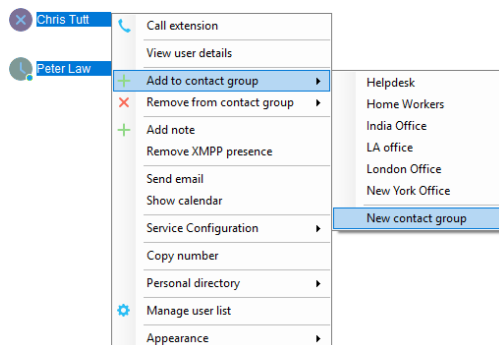 Chris Tutt
Peter Law
Call extension
View user details
Add to contact group
Remove from contact group
Add note
Remove XMPP presence
Send email
Show calendar
Service Configuration
Copy number
Personal directory
Manage user list
Appearance
Helpdesk
Home Workers
India Office
LA office
London Office
New York Office
New contact group